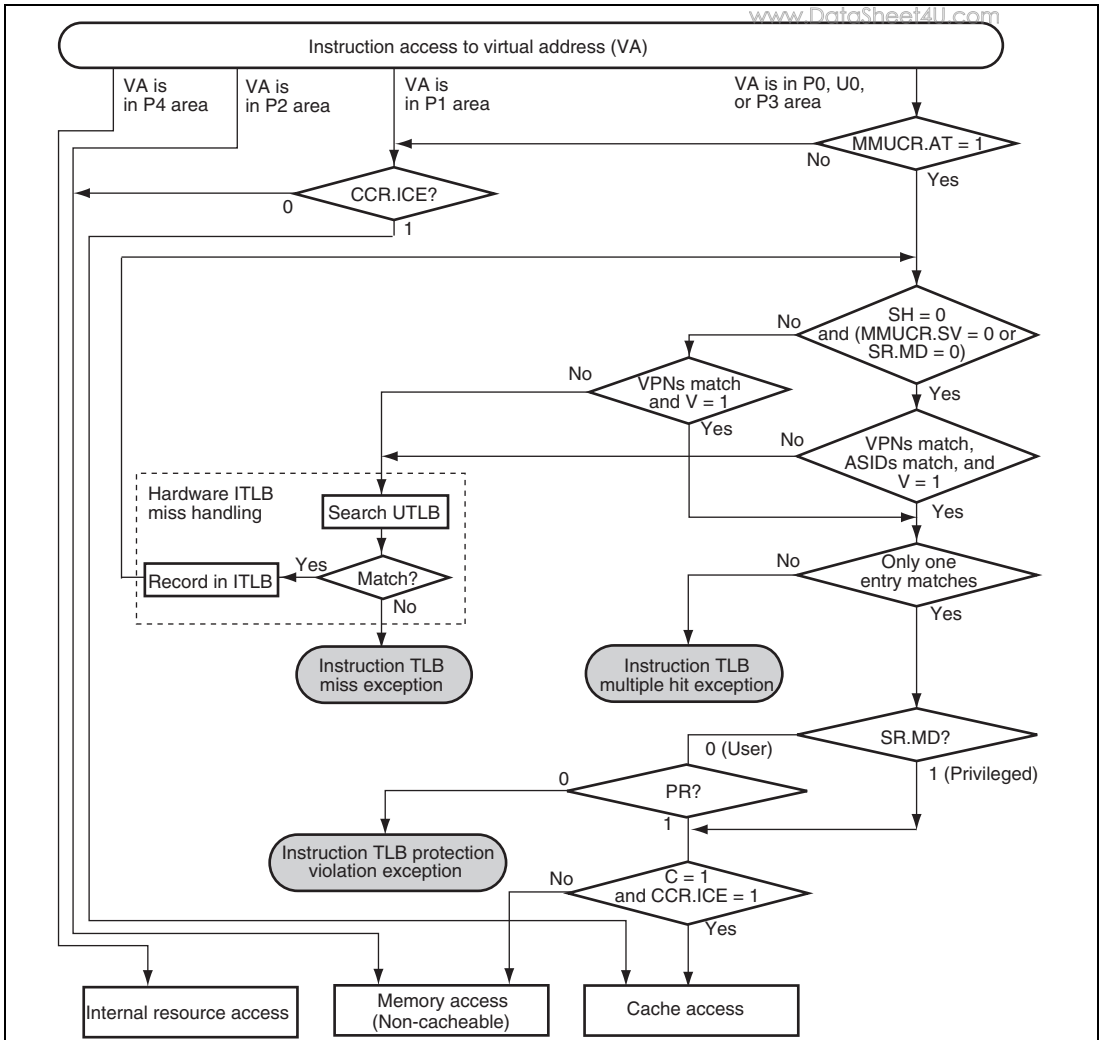 www.DataSheet4U.com
Instruction access to virtual address (VA)
VA is
in P4 area
VA is
in P2 area
VA is
in P1 area
VA is in P0, U0,
or P3 area
MMUCR.AT = 1
No
Yes
CCR.ICE?
0
1
SH = 0
and (MMUCR.SV = 0 or
SR.MD = 0)
No
Yes
VPNs match
and V = 1
No
Yes
VPNs match,
ASIDs match, and
V = 1
No
Yes
Hardware ITLB
miss handling
Search UTLB
Match?
Yes
No
Record in ITLB
Only one
entry matches
No
Yes
Instruction TLB
miss exception
Instruction TLB
multiple hit exception
SR.MD?
0 (User)
1 (Privileged)
PR?
0
1
Instruction TLB protection
violation exception
C = 1
and CCR.ICE = 1
No
Yes
Internal resource access
Memory access
(Non-cacheable)
Cache access